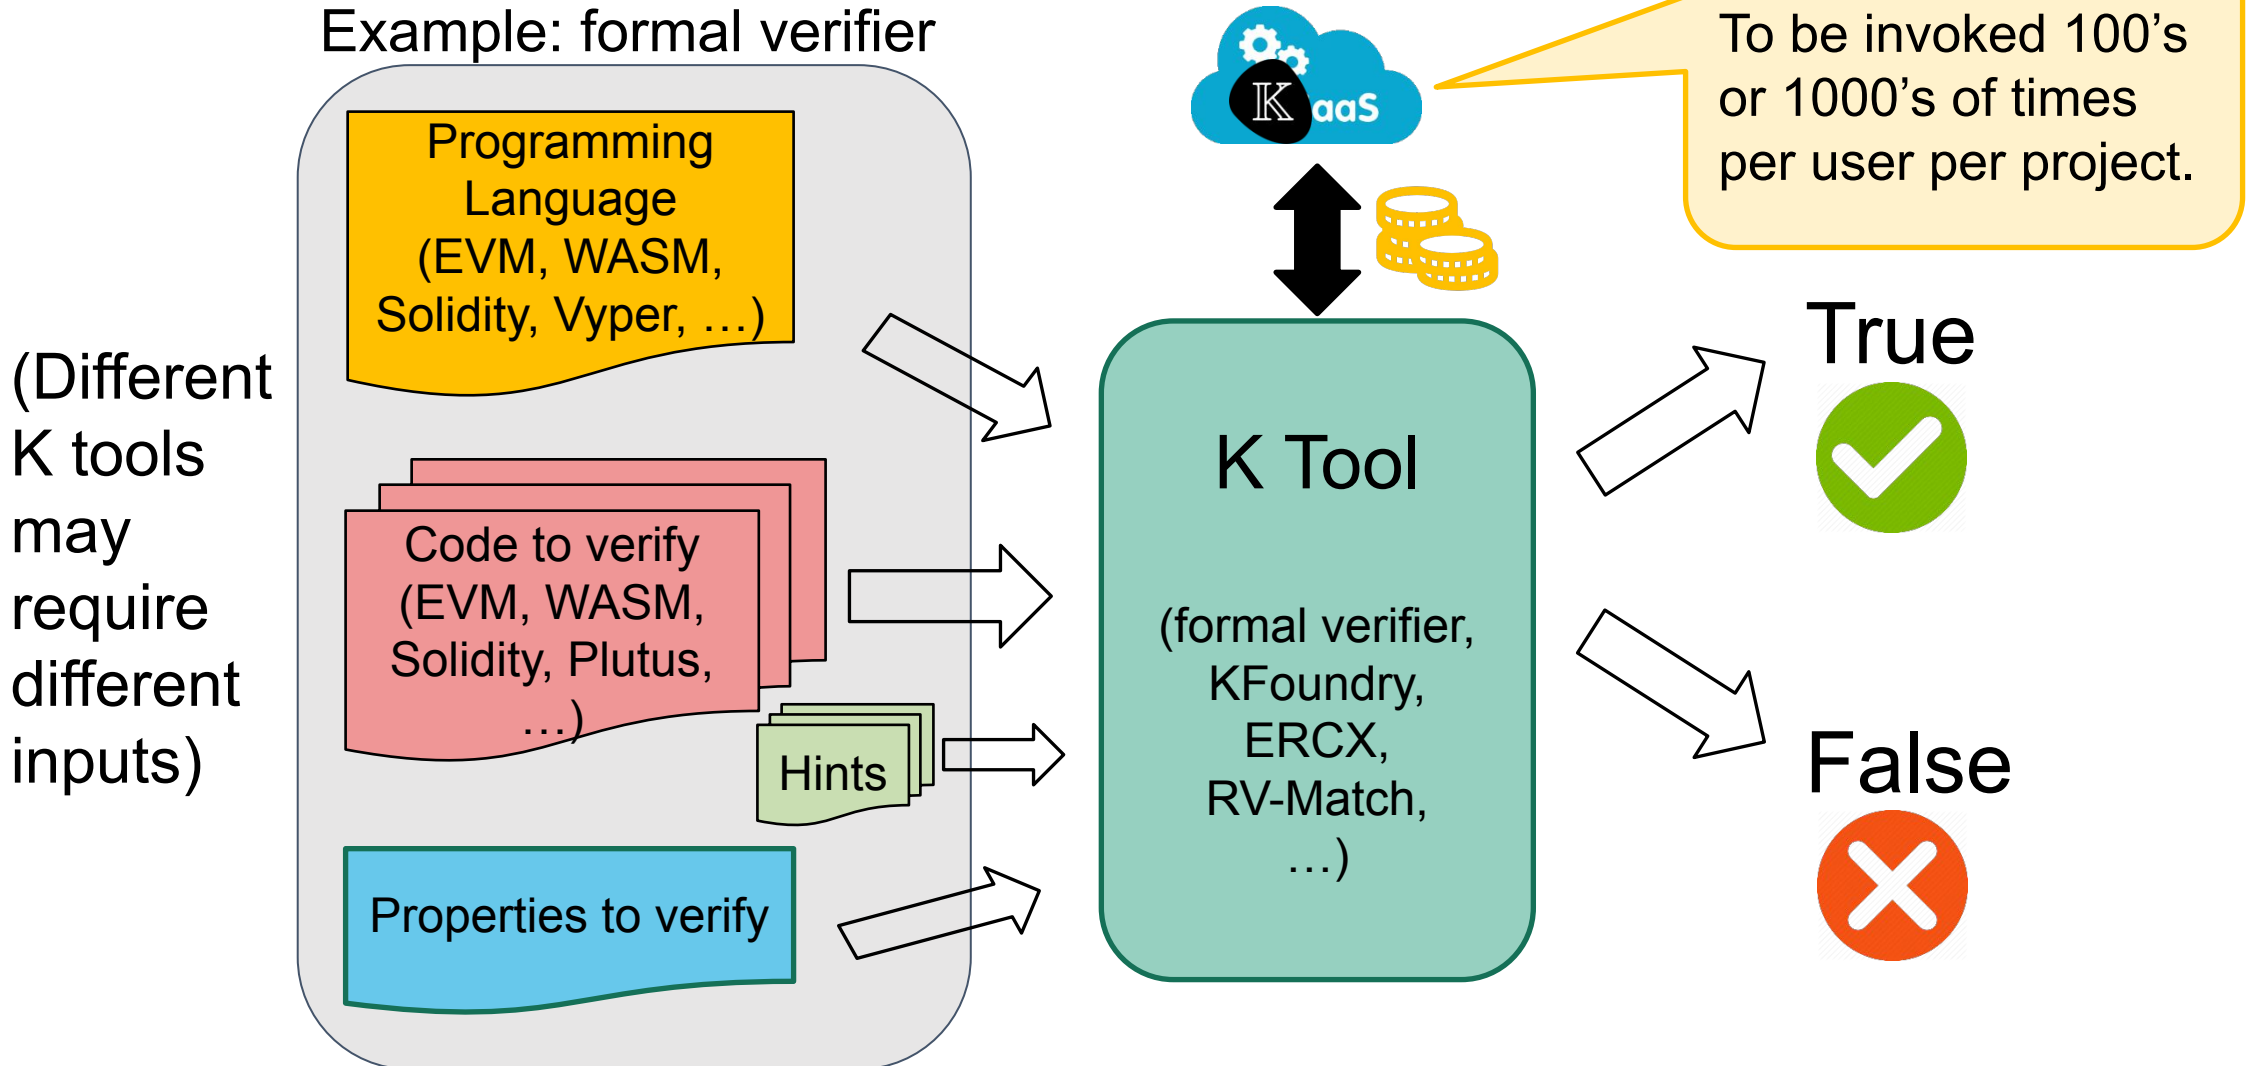 Example: formal verifier
To be invoked 100’s
or 1000’s of times
per user per project.
𝕂 aaS
(Different
K tools
may
require
different
inputs)
Programming
Language
(EVM, WASM,
Solidity, Vyper, …)
Code to verify
(EVM, WASM,
Solidity, Plutus,
…)
Hints
Properties to verify
K Tool
(formal verifier,
KFoundry,
ERCX,
RV-Match,
…)
True
False